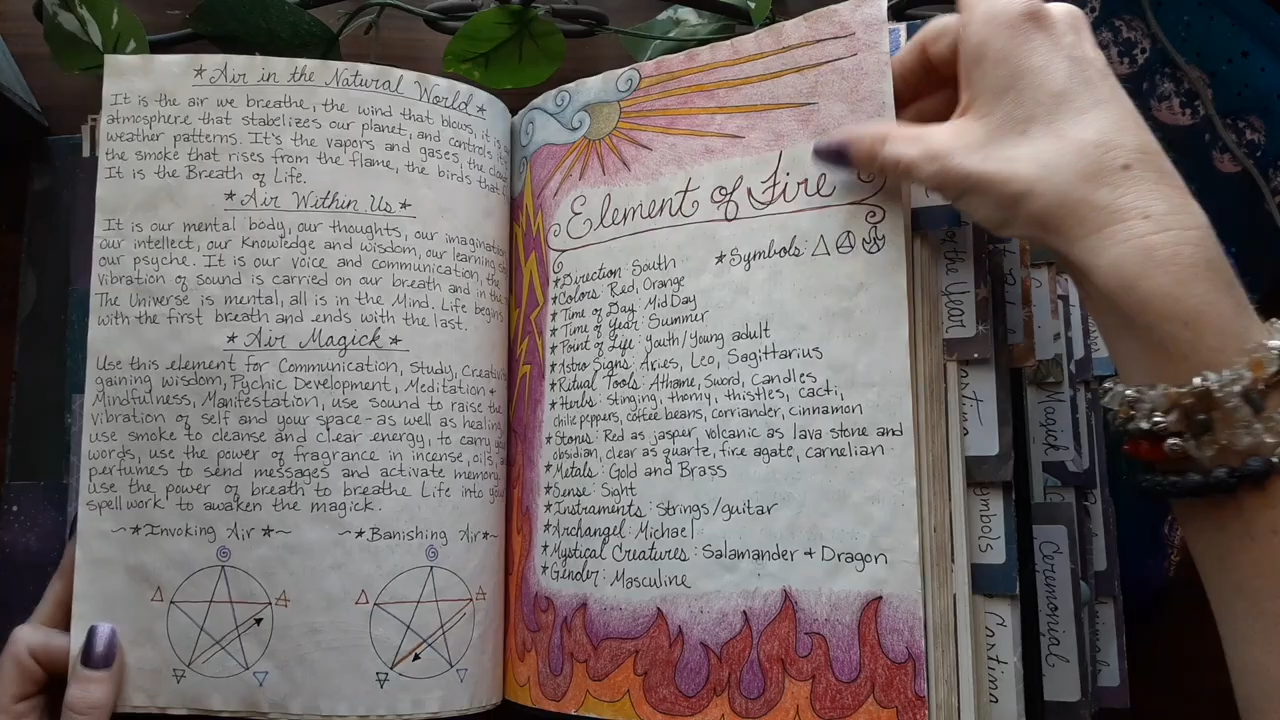 *Air in the Natural World*
It is the air we breathe, the wind that blows, it is
atmosphere that stabelizes our planet, and controls
weather patterns. It's the vapors and gases, the
the smoke that rises from the flame, the birds that
It is the Breath of Life.
*Air Within Us*
It is our mental body, our thoughts, our imagination
our intellect, our Knowledge and wisdom, our learning
our psyche. It is our voice and communication, the
vibration of sound is carried on our breath and in the
The Universe is mental, all is in the Mind. Life begins
with the first breath and ends with the last.
*Air Magick*
Use this element for Communication, Study,
gaining wisdom, Pychic Development, Meditation +
Mindfulness, Manifestation, use sound to raise the
vibration of self and your space - as well as healing
use smoke to cleanse and clear energy, to carry
words, use the power of fragrance in incense, oils,
perfumes to send messages and activate memory.
use the power of breath to breathe Life into
spellwork to awaken the magick.
~*Invoking Air*~
~*Banishing Air*~
Element of Fire
*Symbols:
*Direction: South
*Colors: Red, Orange
*Time of Day: MidDay
*Time of Year: Summer
*Point of Life: Youth/Young adult
*Astro Signs: Aries, Leo, Sagittarius
*Ritual Tools: Athame, Sword, Candles
*Herbs: stinging, thorny, thistles, cacti,
chilic peppers, coffee beans, corriander, cinnamon
*Stones: Red as jasper, volcanic as lava stone and
obsidian, clear as quartz, fire agate, carnelian
*Metals: Gold and Brass
*Sense: Sight
*Instruments: Strings/guitar
*Archangel: Michael
*Mystical Creatures: Salamander + Dragon
*Gender: Masculine
of the Year
Magick
Ceremonial